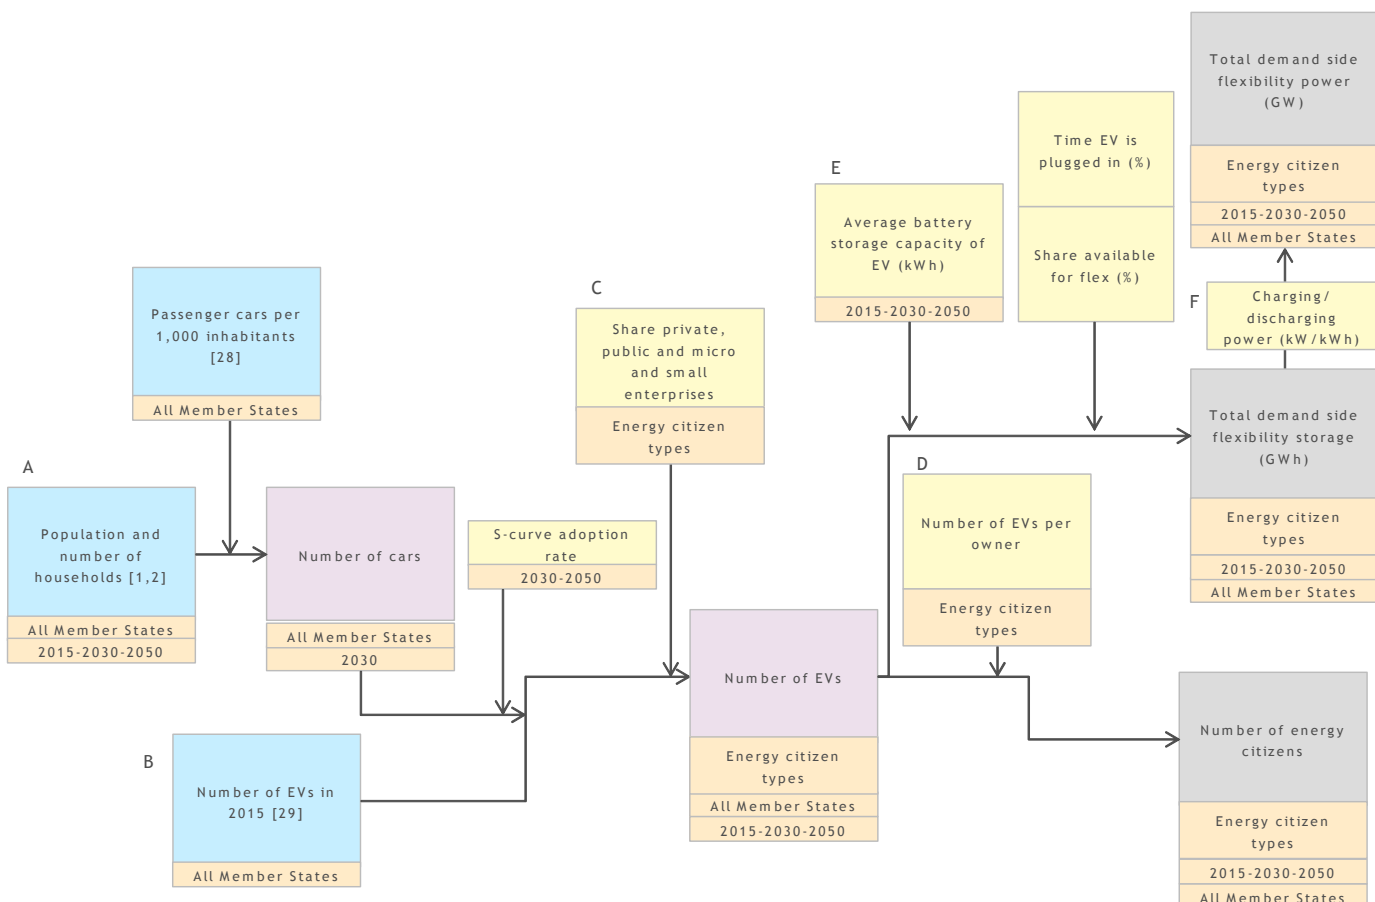 Total demand side
flexibility power
(GW)
Energy citizen
types
2015-2030-2050
All Member States
Time EV is
plugged in (%)
Share available
for flex (%)
E
Average battery
storage capacity of
EV (kWh)
2015-2030-2050
F
Charging/
discharging
power (kW/kWh)
Passenger cars per
1,000 inhabitants
[28]
All Member States
C
Share private,
public and micro
and small
enterprises
Energy citizen
types
Total demand side
flexibility storage
(GWh)
Energy citizen
types
2015-2030-2050
All Member States
A
Population and
number of
households [1,2]
All Member States
2015-2030-2050
Number of cars
All Member States
2030
S-curve adoption
rate
2030-2050
D
Number of EVs per
owner
Energy citizen
types
Number of EVs
Energy citizen
types
All Member States
2015-2030-2050
B
Number of EVs in
2015 [29]
All Member States
Number of energy
citizens
Energy citizen
types
2015-2030-2050
All Member States